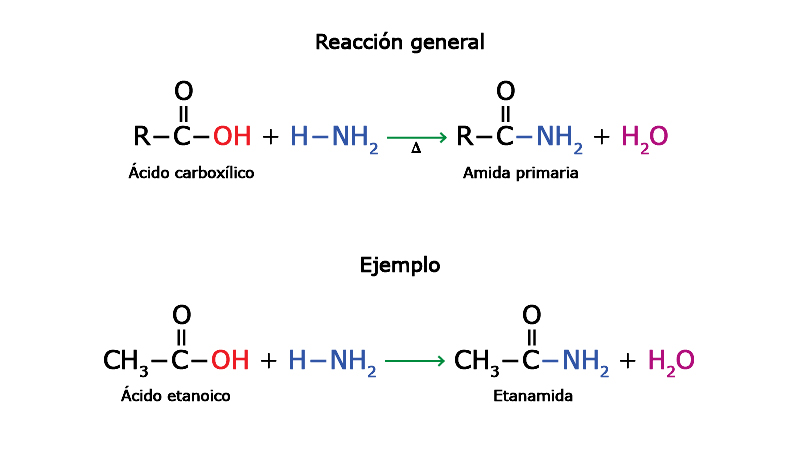 Reacción general
O
R–C–OH + H–NH₂ → R–C–NH₂ + H₂O
O
Δ
Ácido carboxílico
Amida primaria
Ejemplo
O
O
CH₃–C–OH + H–NH₂ → CH₃–C–NH₂ + H₂O
Ácido etanoico
Etanamida